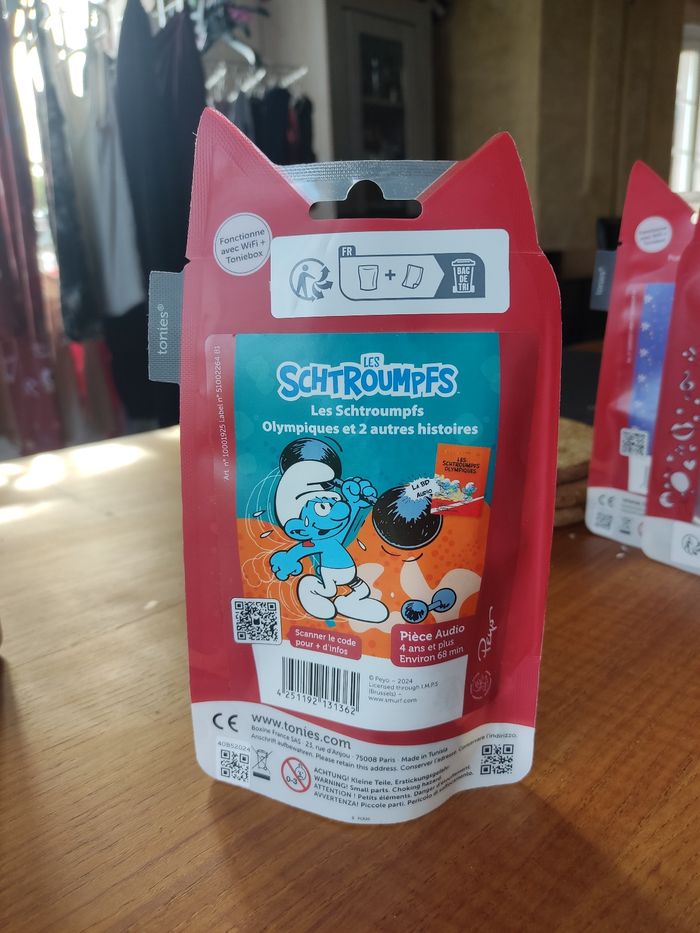 Fonctionne
avec WiFi +
Toniebox
FR
+
BAC
DE
TRI
tonies®
Art. n° 10001925 Label n° 51002264 B1
LES
SCHTROUMPFS
Les Schtroumpfs
Olympiques et 2 autres histoires
LES
SCHTROUMPFS
OLYMPIQUES
La BD
Audio
Scanner le code
pour + d'infos
Pièce Audio
4 ans et plus
Environ 68 min
Peyo
4 251192 131362
© Peyo – 2024
Licensed through I.M.P.S
(Brussels) –
www.smurf.com
CE
www.tonies.com
Boxine France SAS · 23, rue d'Anjou · 75008 Paris · Made in Tunisia
Anschrift aufbewahren. Please retain this address. Conserver l'adresse. Conservare l'indirizzo.
40B52024
0-3
ACHTUNG! Kleine Teile, Erstickungsgefahr.
WARNING! Small parts. Choking hazard.
ATTENTION ! Petits éléments. Danger d'étouffement.
AVVERTENZA! Piccole parti. Pericolo di soffocamento.
CE